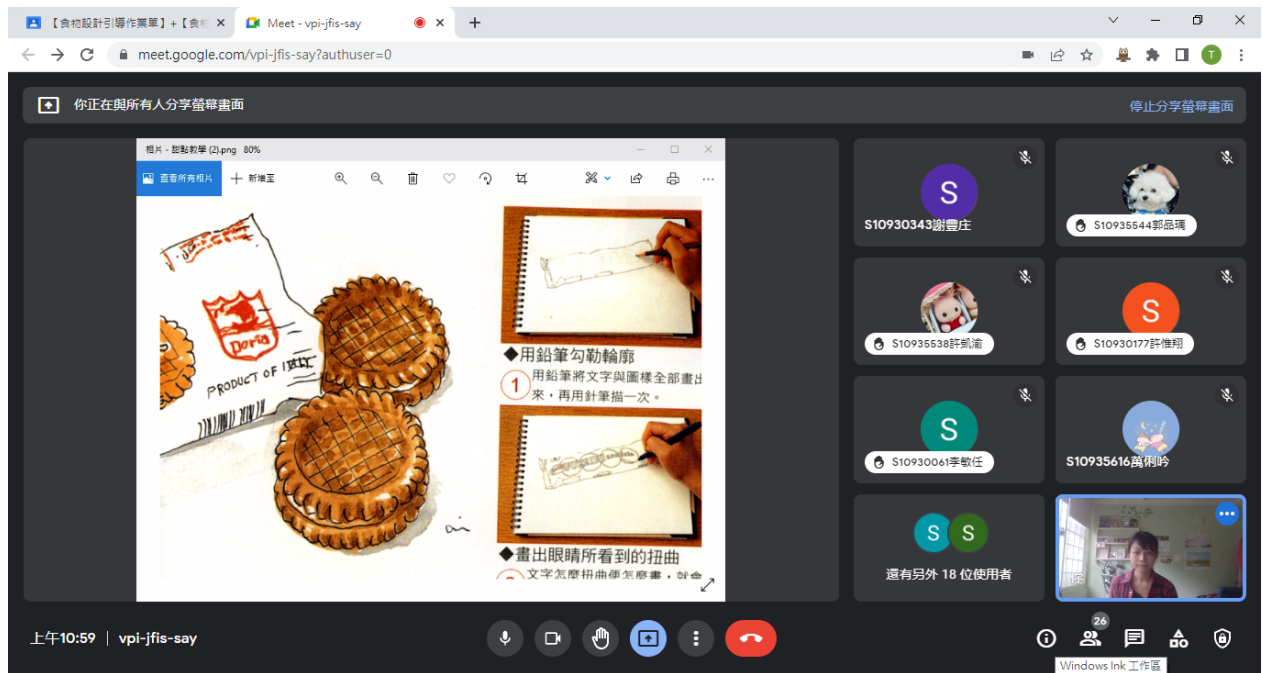 【食物設計引導作業單】+【食
Meet - vpi-jfis-say
meet.google.com/vpi-jfis-say?authuser=0
T
你正在與所有人分享螢幕畫面
停止分享螢幕畫面
相片 - 甜點教學 (2).png 80%
查看所有相片
新增至
Doria
PRODUCT OF ITALY
◆用鉛筆勾勒輪廓
1 用鉛筆將文字與圖樣全部畫出
來，再用針筆描一次。
◆畫出眼睛所看到的扭曲
文字怎麼扭曲便怎麼畫，就會
S
S10930343謝豐庄
S10935544郭品瑀
S10935538許凱渝
S
S10930177許惟翔
S
S10930061李敏任
S10935616萬俐吟
S S
還有另外 18 位使用者
你
上午10:59 | vpi-jfis-say
26
Windows Ink 工作區